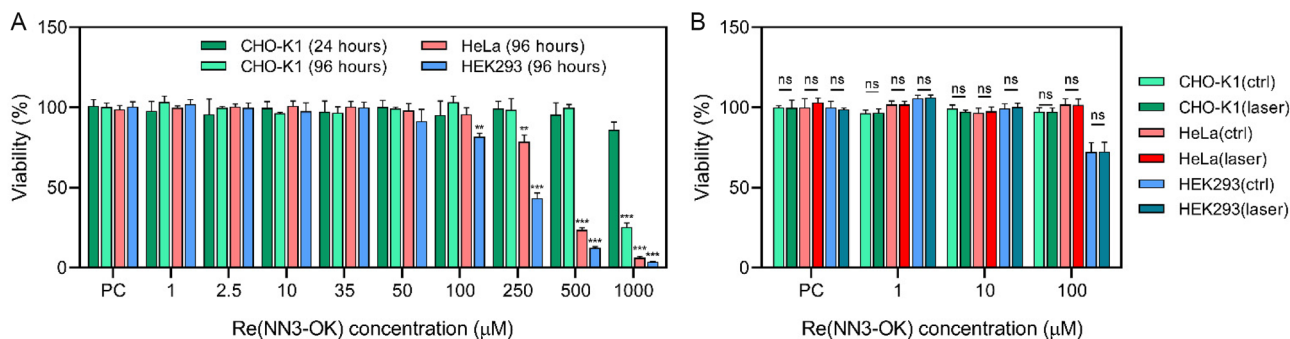 A
Viability (%)
150
100
50
0
CHO-K1 (24 hours)
CHO-K1 (96 hours)
HeLa (96 hours)
HEK293 (96 hours)
** ** *** *** *** *** *** ***
PC 1 2.5 10 35 50 100 250 500 1000
Re(NN3-OK) concentration (μM)
B
Viability (%)
150
100
50
0
ns ns ns ns ns ns ns ns ns ns ns ns
PC 1 10 100
Re(NN3-OK) concentration (μM)
CHO-K1(ctrl)
CHO-K1(laser)
HeLa(ctrl)
HeLa(laser)
HEK293(ctrl)
HEK293(laser)